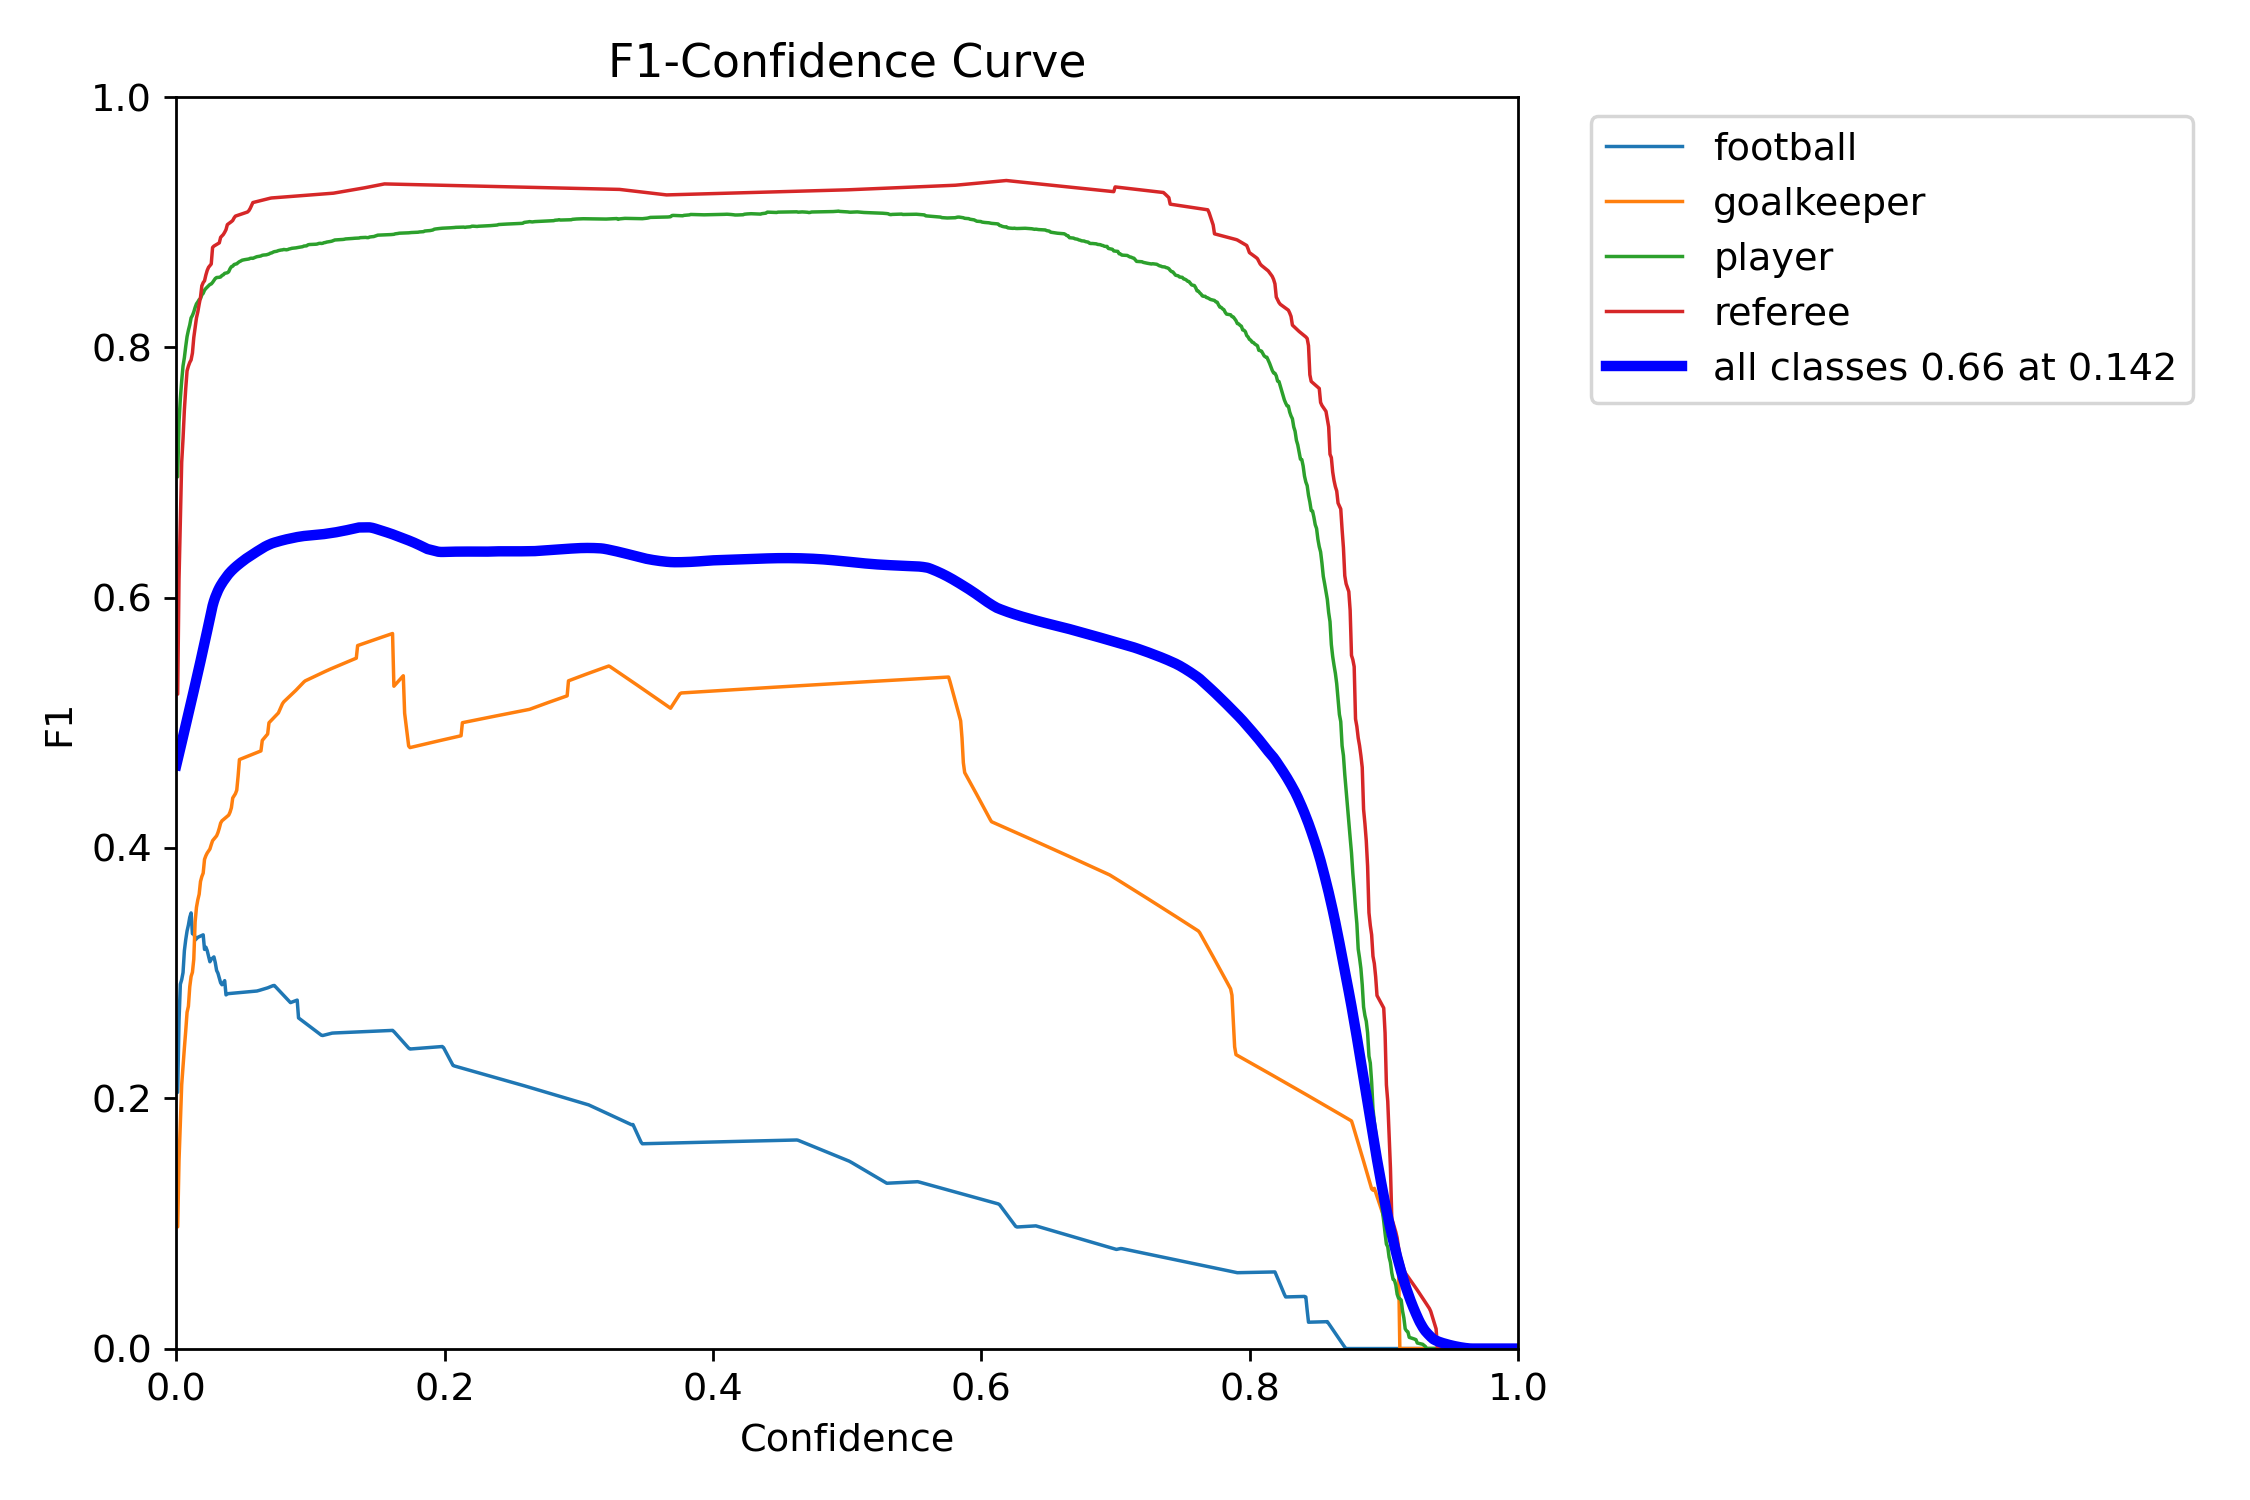 F1-Confidence Curve
1.0
0.8
0.6
0.4
0.2
0.0
F1
0.0 0.2 0.4 0.6 0.8 1.0
Confidence
football
goalkeeper
player
referee
all classes 0.66 at 0.142